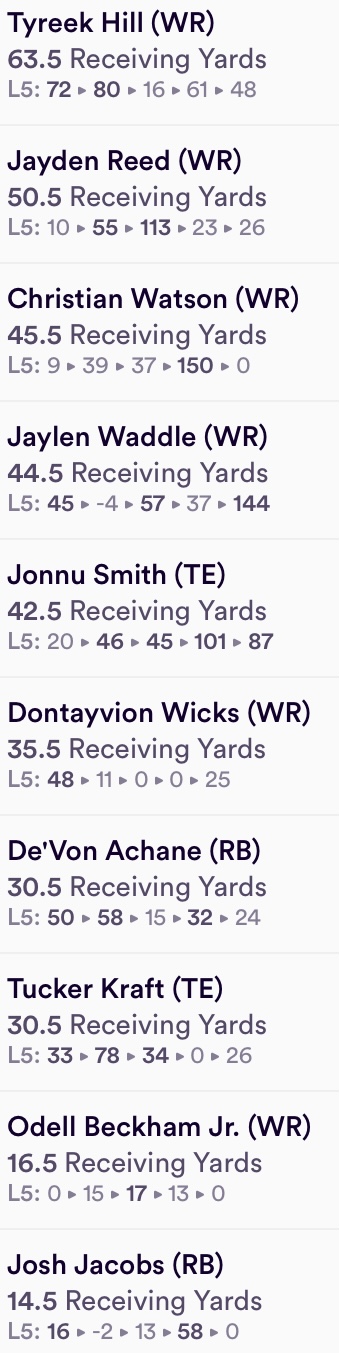 Tyreek Hill (WR)
63.5 Receiving Yards
L5: 72 ▸ 80 ▸ 16 ▸ 61 ▸ 48
Jayden Reed (WR)
50.5 Receiving Yards
L5: 10 ▸ 55 ▸ 113 ▸ 23 ▸ 26
Christian Watson (WR)
45.5 Receiving Yards
L5: 9 ▸ 39 ▸ 37 ▸ 150 ▸ 0
Jaylen Waddle (WR)
44.5 Receiving Yards
L5: 45 ▸ -4 ▸ 57 ▸ 37 ▸ 144
Jonnu Smith (TE)
42.5 Receiving Yards
L5: 20 ▸ 46 ▸ 45 ▸ 101 ▸ 87
Dontayvion Wicks (WR)
35.5 Receiving Yards
L5: 48 ▸ 11 ▸ 0 ▸ 0 ▸ 25
De'Von Achane (RB)
30.5 Receiving Yards
L5: 50 ▸ 58 ▸ 15 ▸ 32 ▸ 24
Tucker Kraft (TE)
30.5 Receiving Yards
L5: 33 ▸ 78 ▸ 34 ▸ 0 ▸ 26
Odell Beckham Jr. (WR)
16.5 Receiving Yards
L5: 0 ▸ 15 ▸ 17 ▸ 13 ▸ 0
Josh Jacobs (RB)
14.5 Receiving Yards
L5: 16 ▸ -2 ▸ 13 ▸ 58 ▸ 0